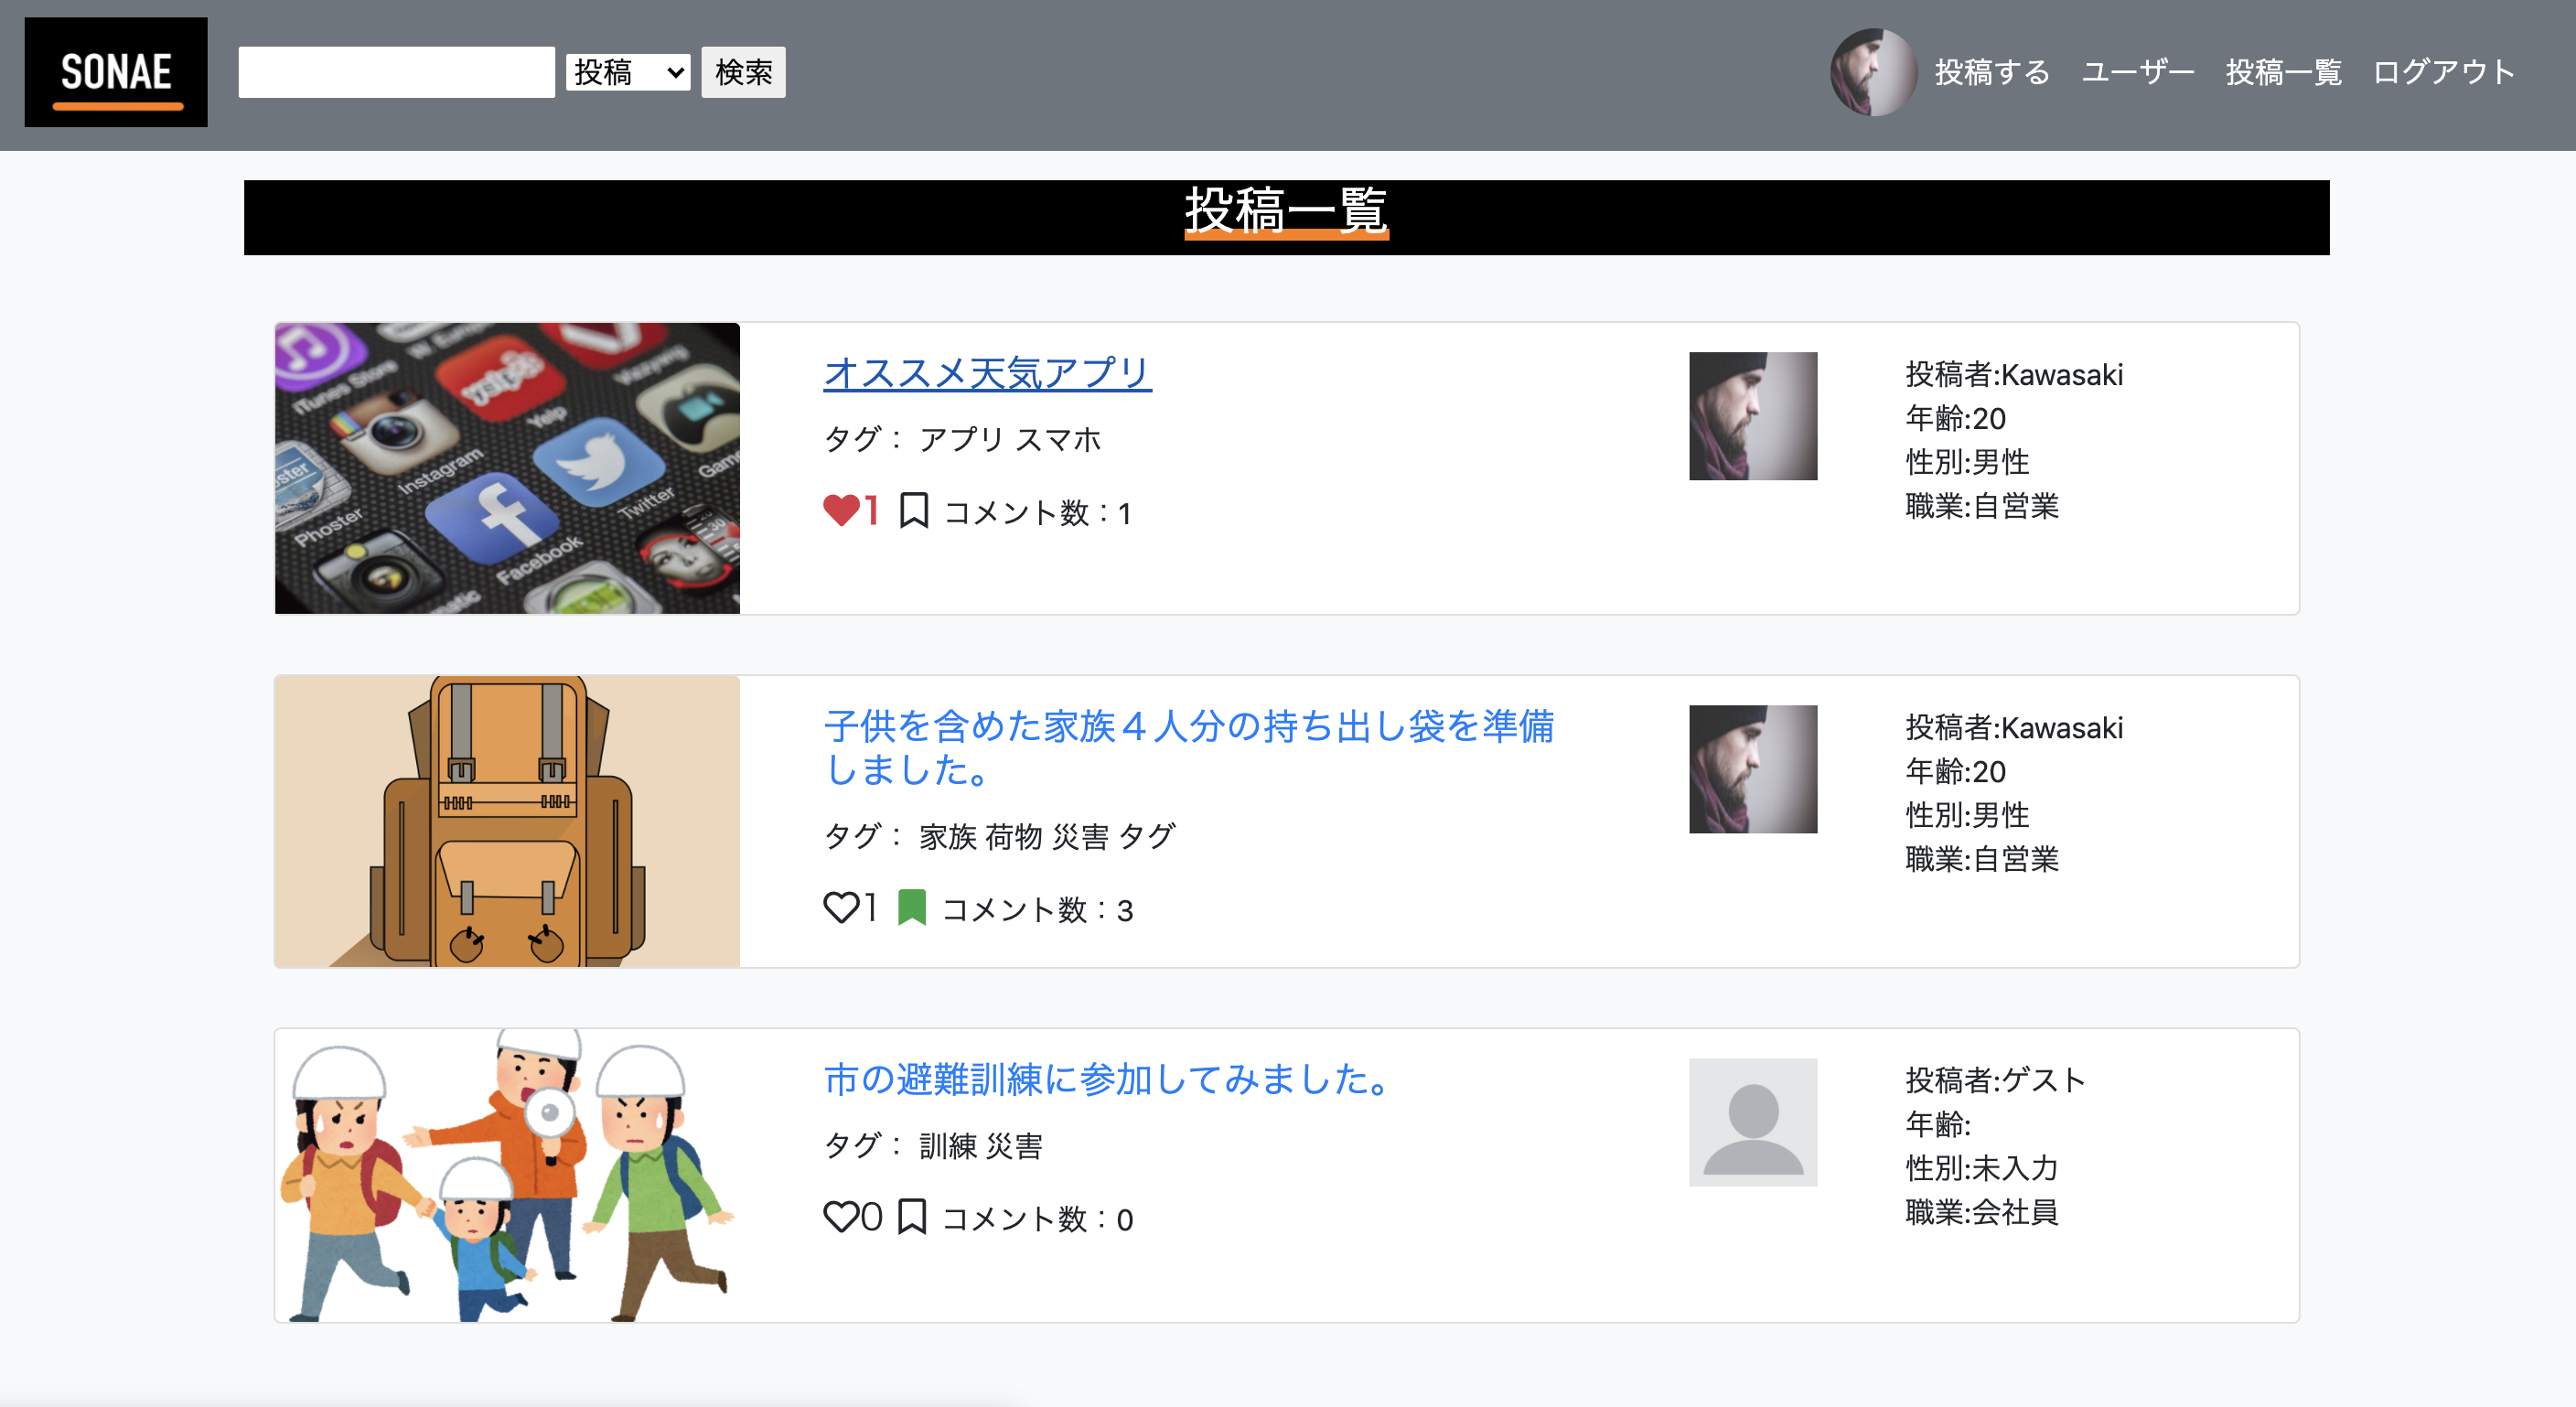 SONAE
投稿 検索
投稿する ユーザー 投稿一覧 ログアウト
投稿一覧
iTunes Store
Yelp
Instagram
Twitter
Facebook
Phoster
オススメ天気アプリ
タグ： アプリ スマホ
1 コメント数：1
投稿者:Kawasaki
年齢:20
性別:男性
職業:自営業
子供を含めた家族４人分の持ち出し袋を準備
しました。
タグ： 家族 荷物 災害 タグ
1 コメント数：3
投稿者:Kawasaki
年齢:20
性別:男性
職業:自営業
市の避難訓練に参加してみました。
タグ： 訓練 災害
0 コメント数：0
投稿者:ゲスト
年齢:
性別:未入力
職業:会社員